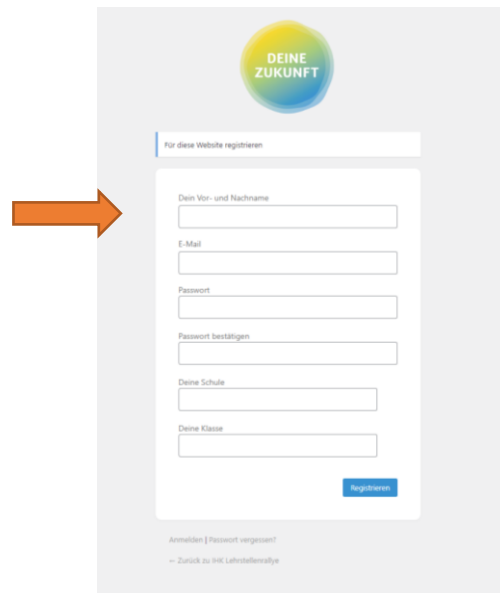 DEINE
ZUKUNFT
Für diese Website registrieren
Dein Vor- und Nachname
E-Mail
Passwort
Passwort bestätigen
Deine Schule
Deine Klasse
Registrieren
Anmelden | Passwort vergessen?
← Zurück zu IHK Lehrstellenrallye